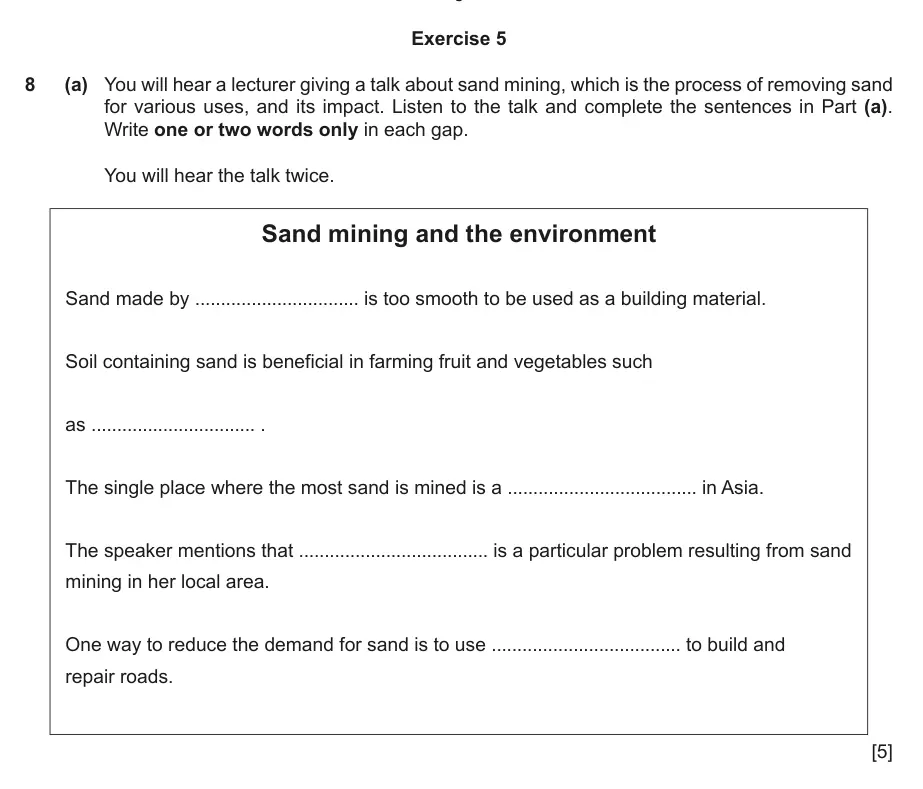 Exercise 5
8 (a) You will hear a lecturer giving a talk about sand mining, which is the process of removing sand
for various uses, and its impact. Listen to the talk and complete the sentences in Part (a).
Write one or two words only in each gap.
You will hear the talk twice.
Sand mining and the environment
Sand made by ................................ is too smooth to be used as a building material.
Soil containing sand is beneficial in farming fruit and vegetables such
as ................................ .
The single place where the most sand is mined is a ..................................... in Asia.
The speaker mentions that ..................................... is a particular problem resulting from sand
mining in her local area.
One way to reduce the demand for sand is to use ..................................... to build and
repair roads.
[5]